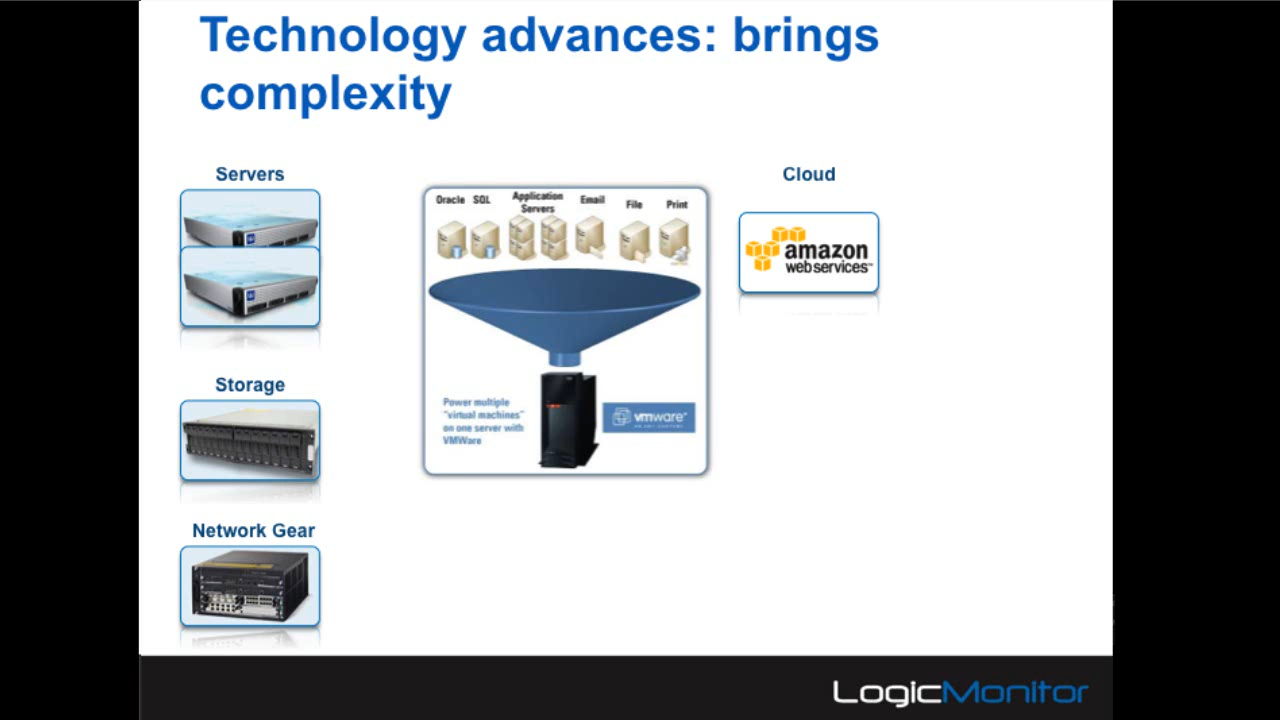 Technology advances: brings
complexity
Servers
Storage
Network Gear
Oracle SQL Application Servers Email File Print
Power multiple
"virtual machines"
on one server with
VMWare
vmware
Cloud
amazon
webservices™
LogicMonitor